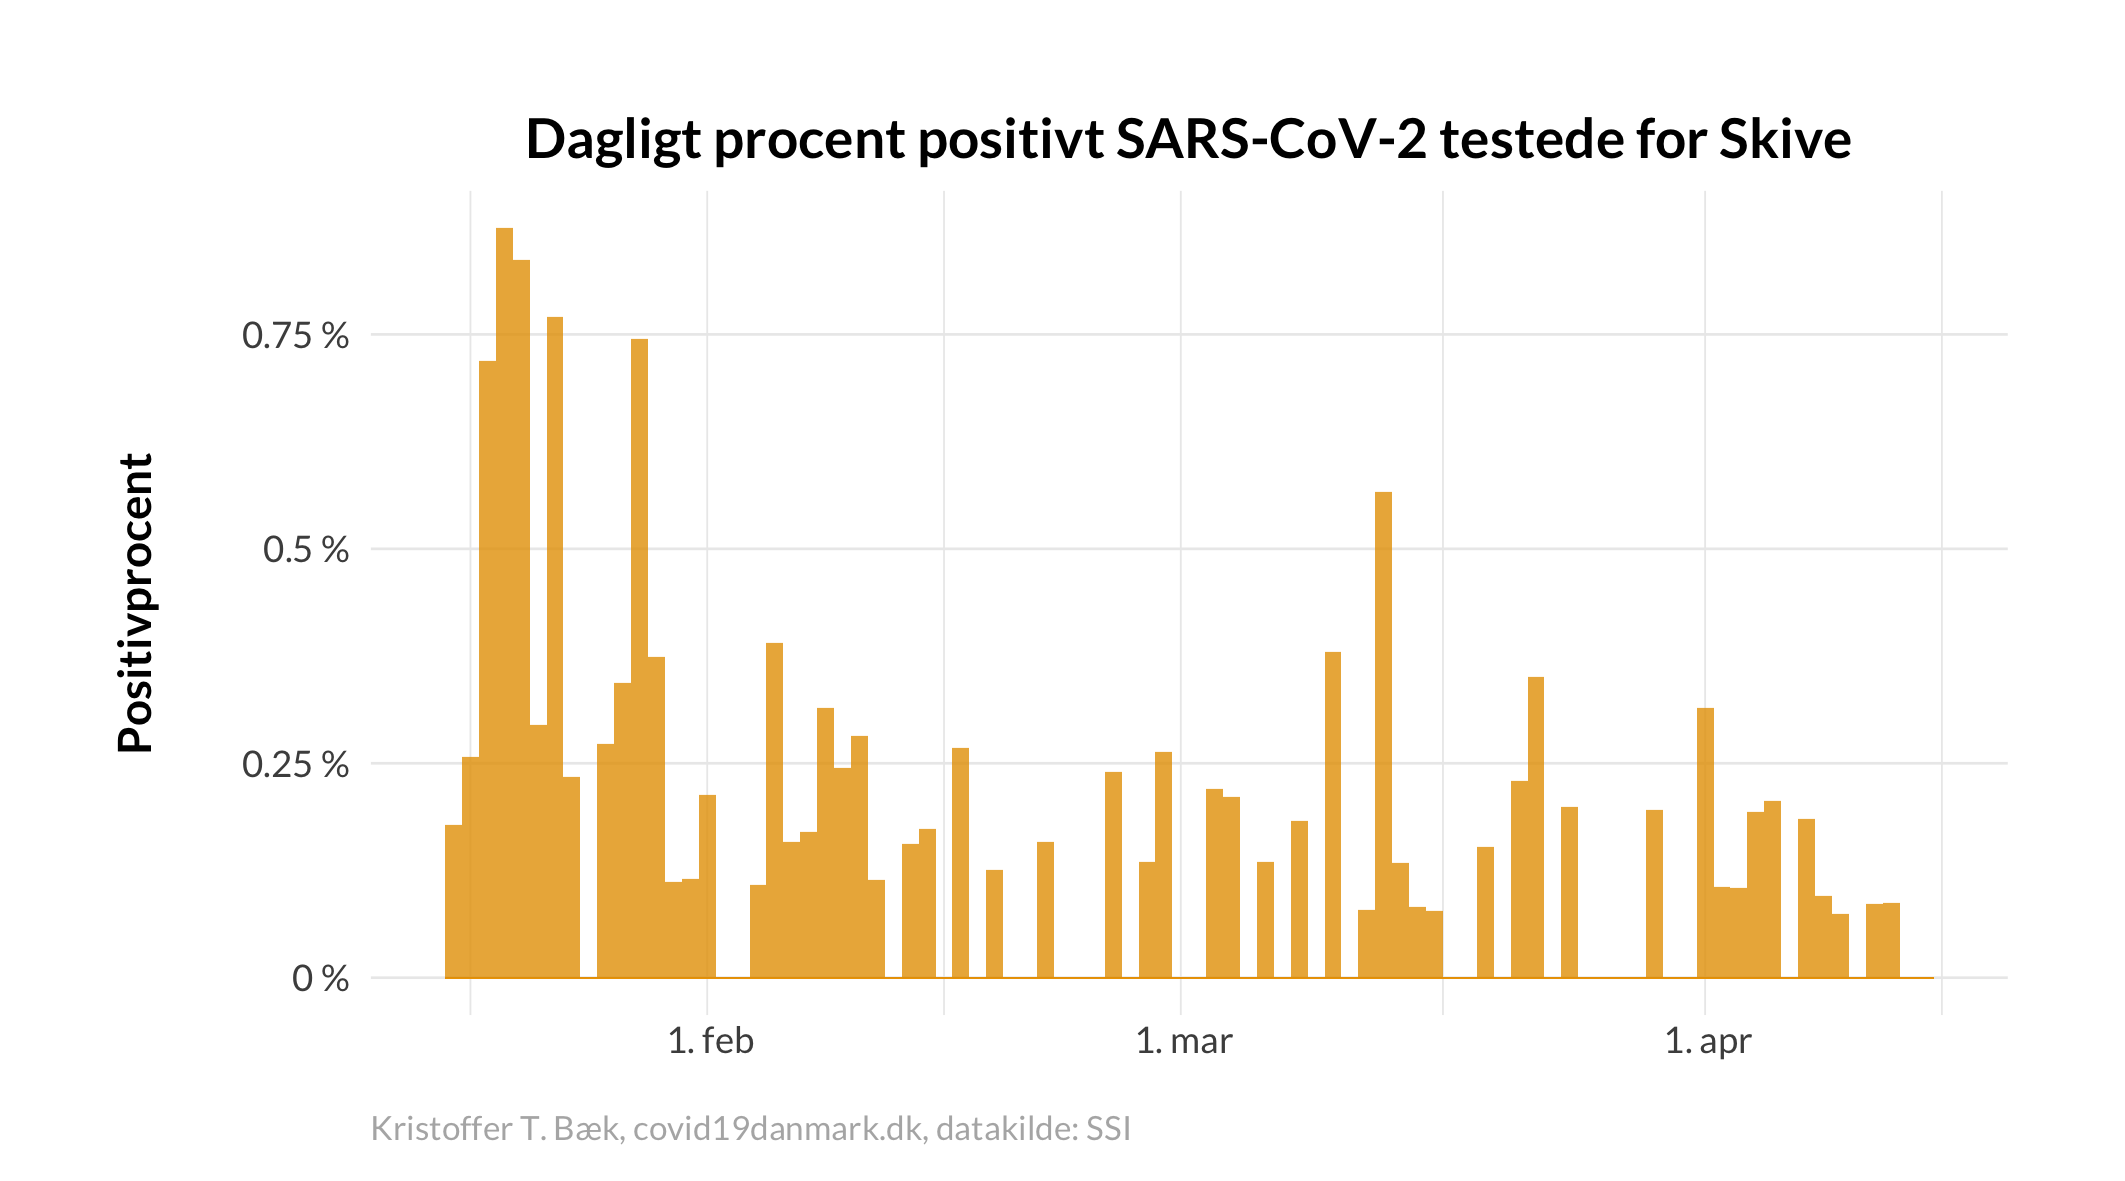 Dagligt procent positivt SARS-CoV-2 testede for Skive
Positivprocent
0.75 %
0.5 %
0.25 %
0 %
1. feb
1. mar
1. apr
Kristoffer T. Bæk, covid19danmark.dk, datakilde: SSI